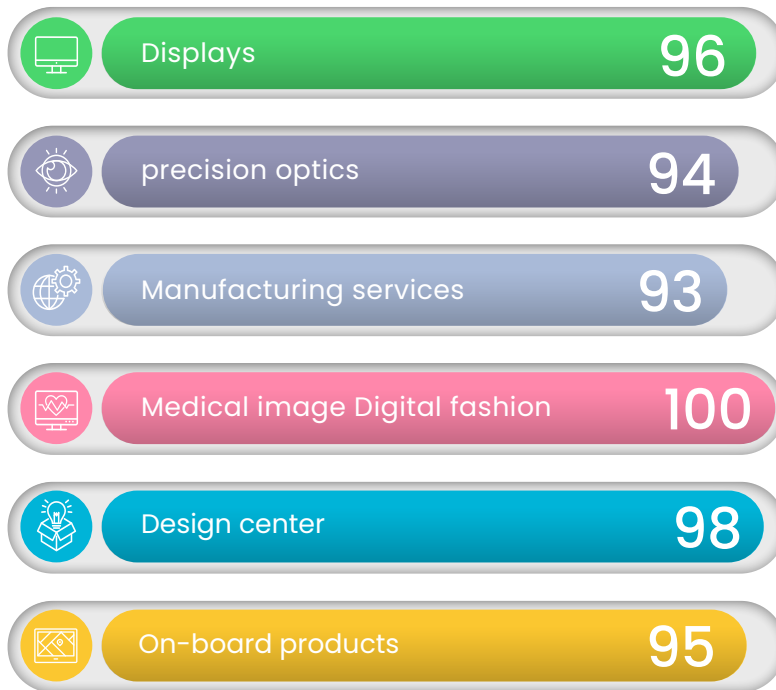 Displays 96
precision optics 94
Manufacturing services 93
Medical image Digital fashion 100
Design center 98
On-board products 95